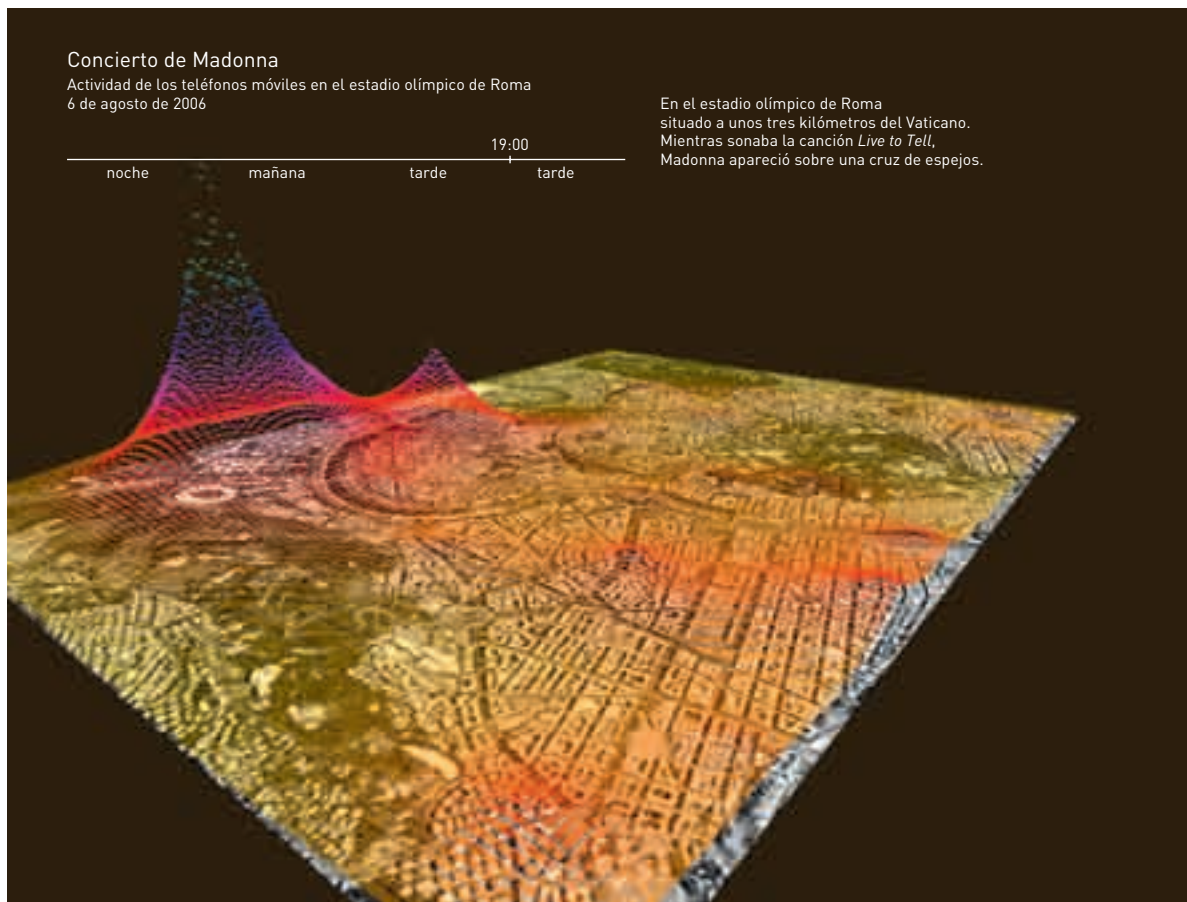 Concierto de Madonna
Actividad de los teléfonos móviles en el estadio olímpico de Roma
6 de agosto de 2006
19:00
noche
mañana
tarde
tarde
En el estadio olímpico de Roma
situado a unos tres kilómetros del Vaticano.
Mientras sonaba la canción Live to Tell,
Madonna apareció sobre una cruz de espejos.